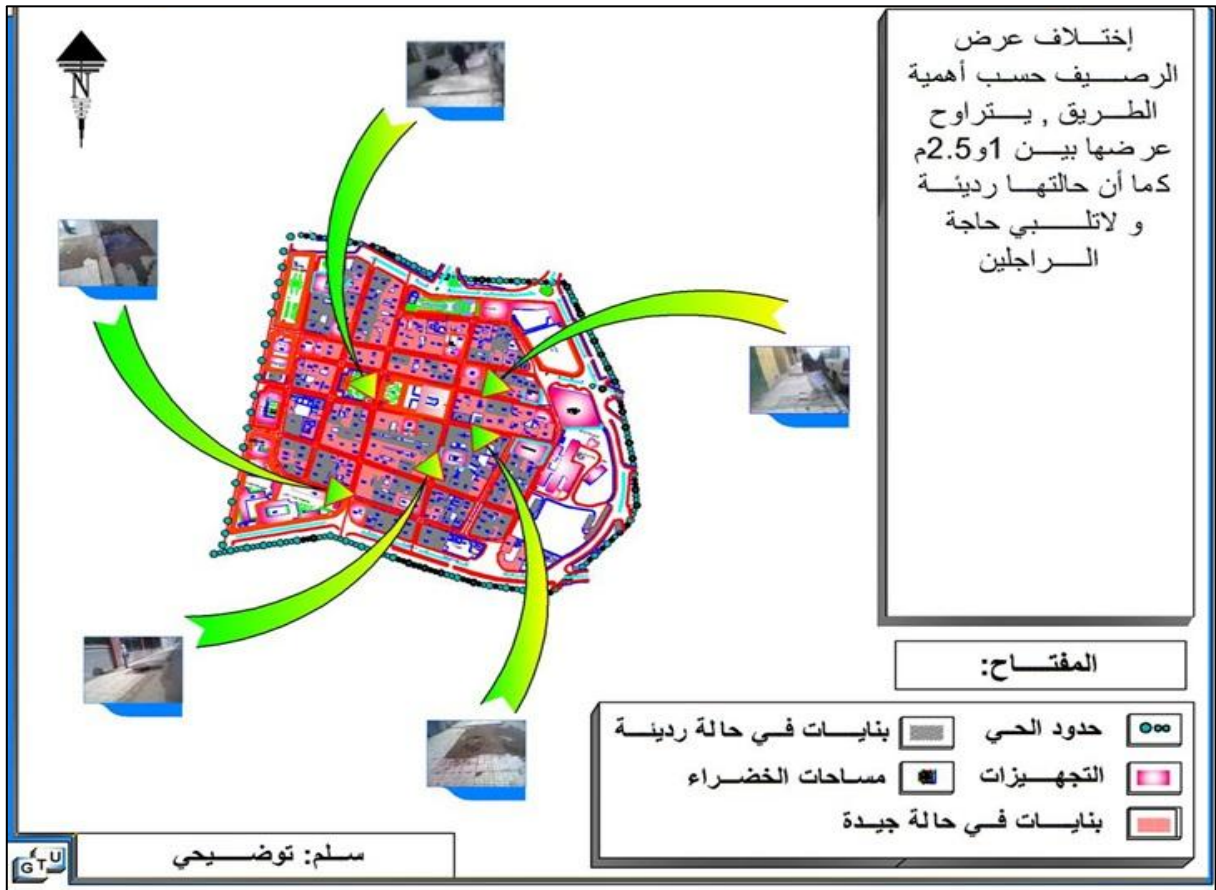 إختلاف عرض
الرصيف حسب أهمية
الطريق , يتراوح
عرضها بين 1و2.5م
كما أن حالتها رديئة
و لاتلبي حاجة
الراجلين
N
المفتاح:
حدود الحي
بنايات في حالة رديئة
التجهيزات
مساحات الخضراء
بنايات في حالة جيدة
سلم: توضيحي
GTU